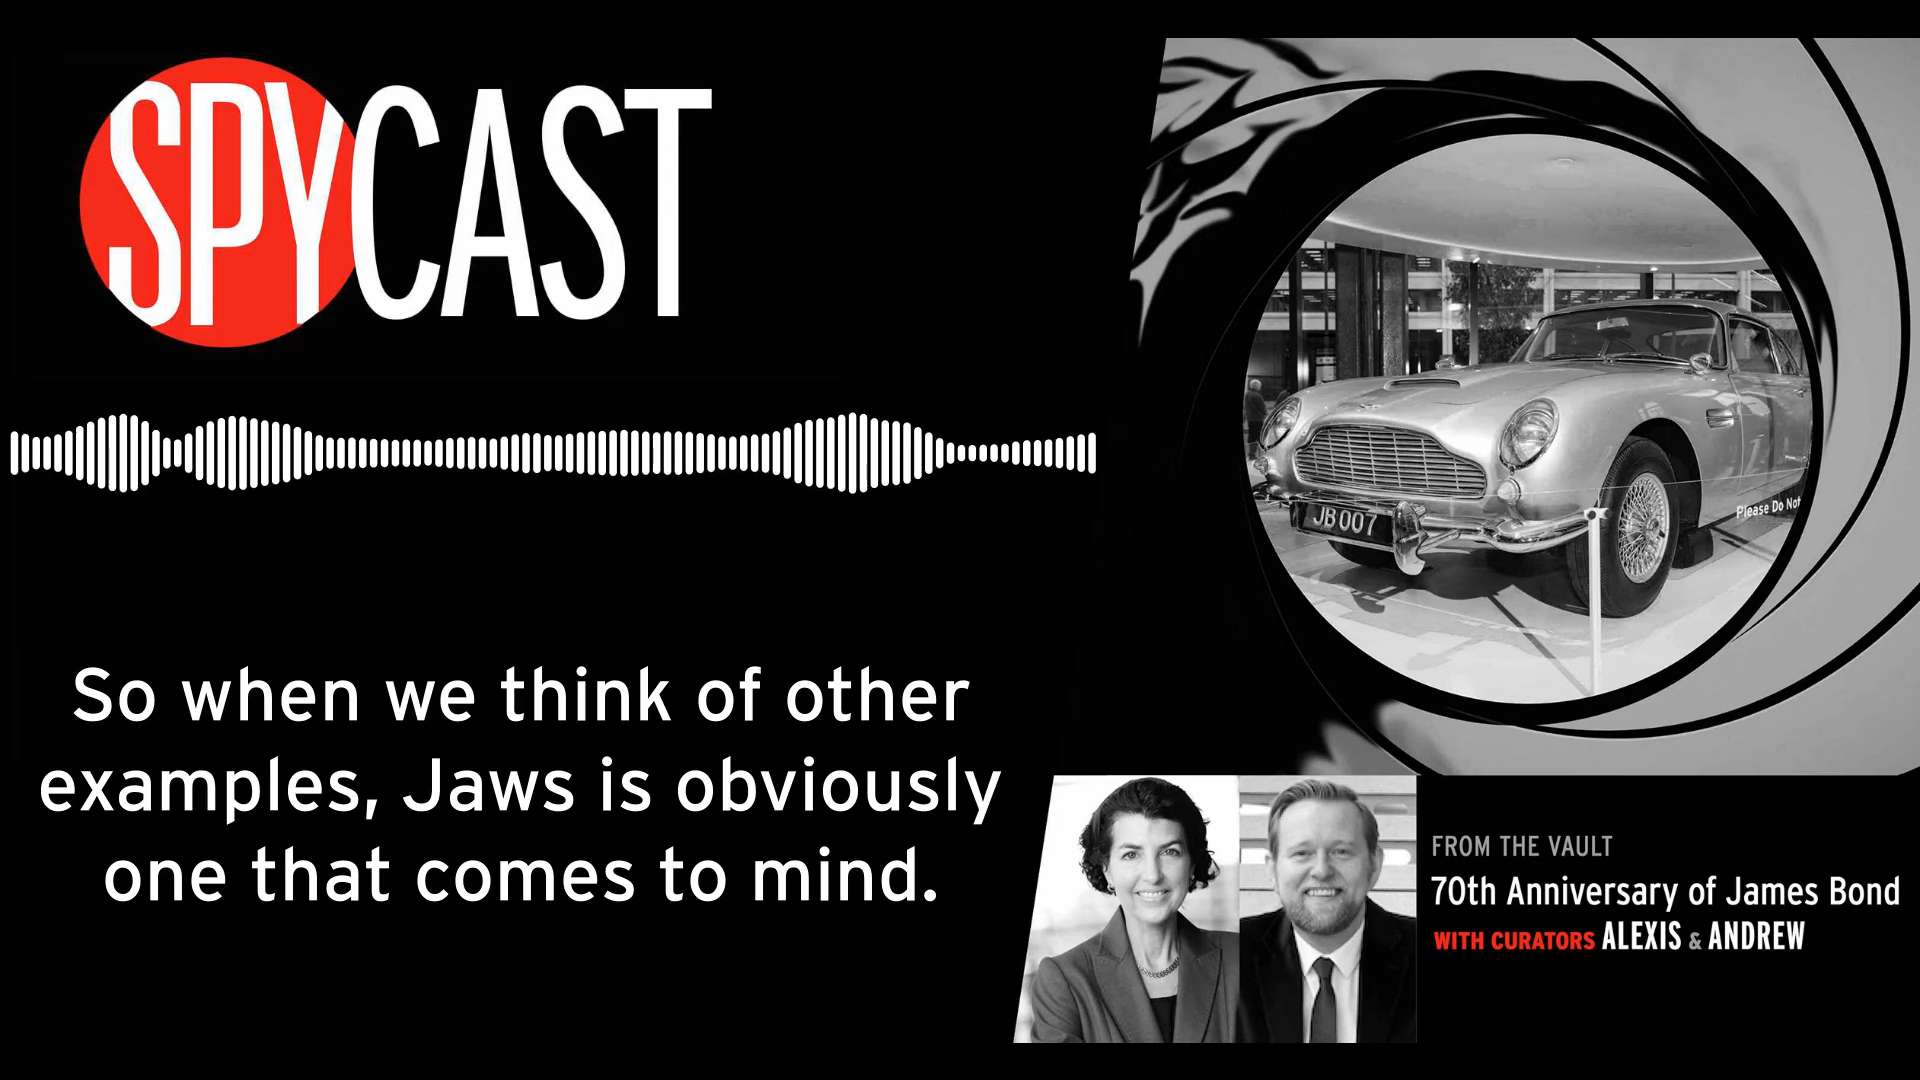 SPYCAST
JB 007
Please Do Not
So when we think of other
examples, Jaws is obviously
one that comes to mind.
FROM THE VAULT
70th Anniversary of James Bond
WITH CURATORS ALEXIS & ANDREW